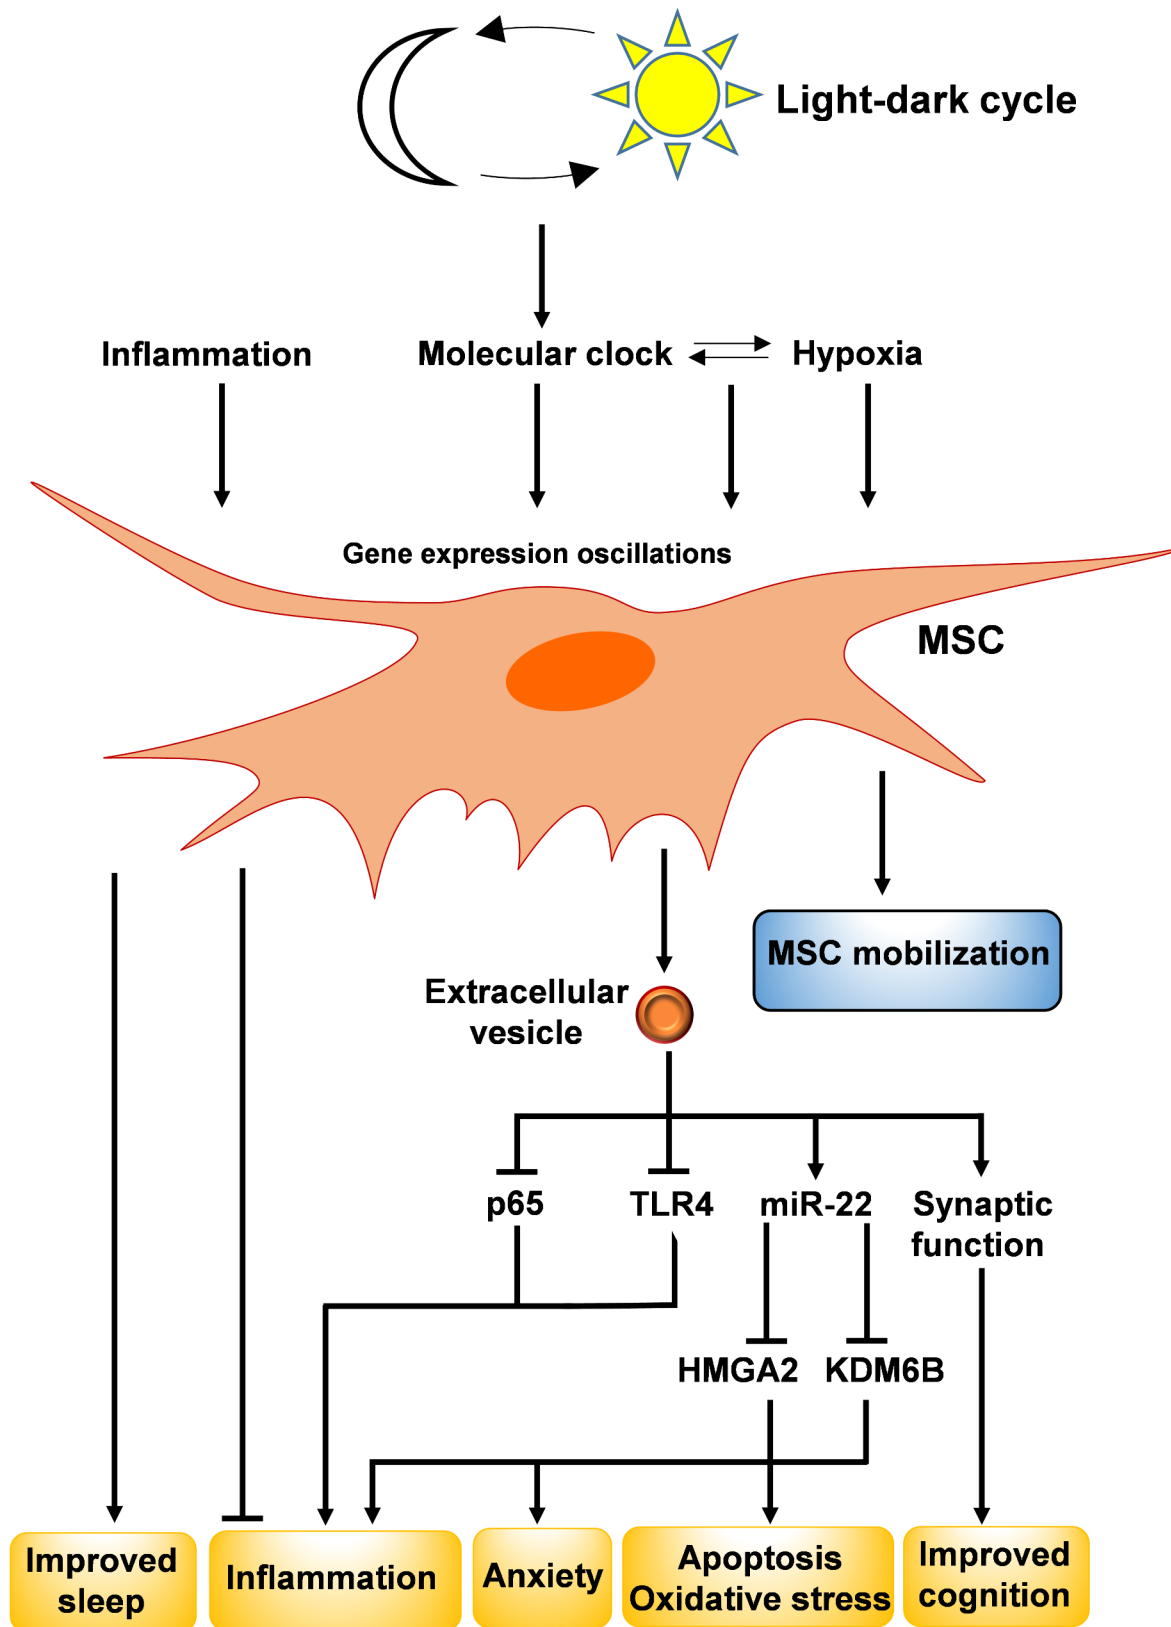 Light-dark cycle
Inflammation
Molecular clock
Hypoxia
Gene expression oscillations
MSC
MSC mobilization
Extracellular
vesicle
p65
TLR4
miR-22
Synaptic
function
HMGA2
KDM6B
Improved
sleep
Inflammation
Anxiety
Apoptosis
Oxidative stress
Improved
cognition